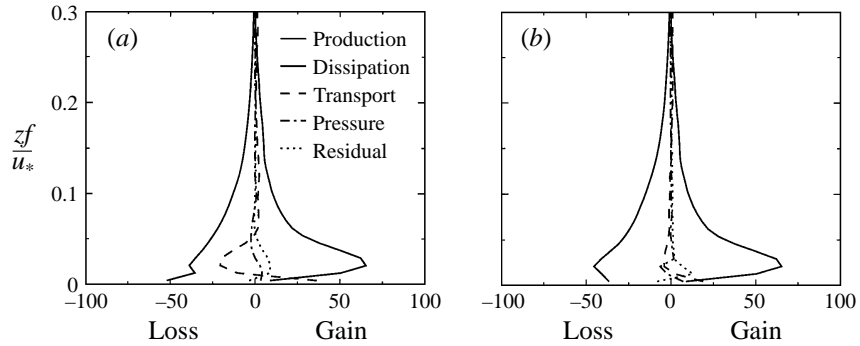 0.3
(a)
Production
Dissipation
Transport
Pressure
Residual
0.2
zf
u*
0.1
0
−100
−50
0
50
100
Loss
Gain
(b)
−100
−50
0
50
100
Loss
Gain